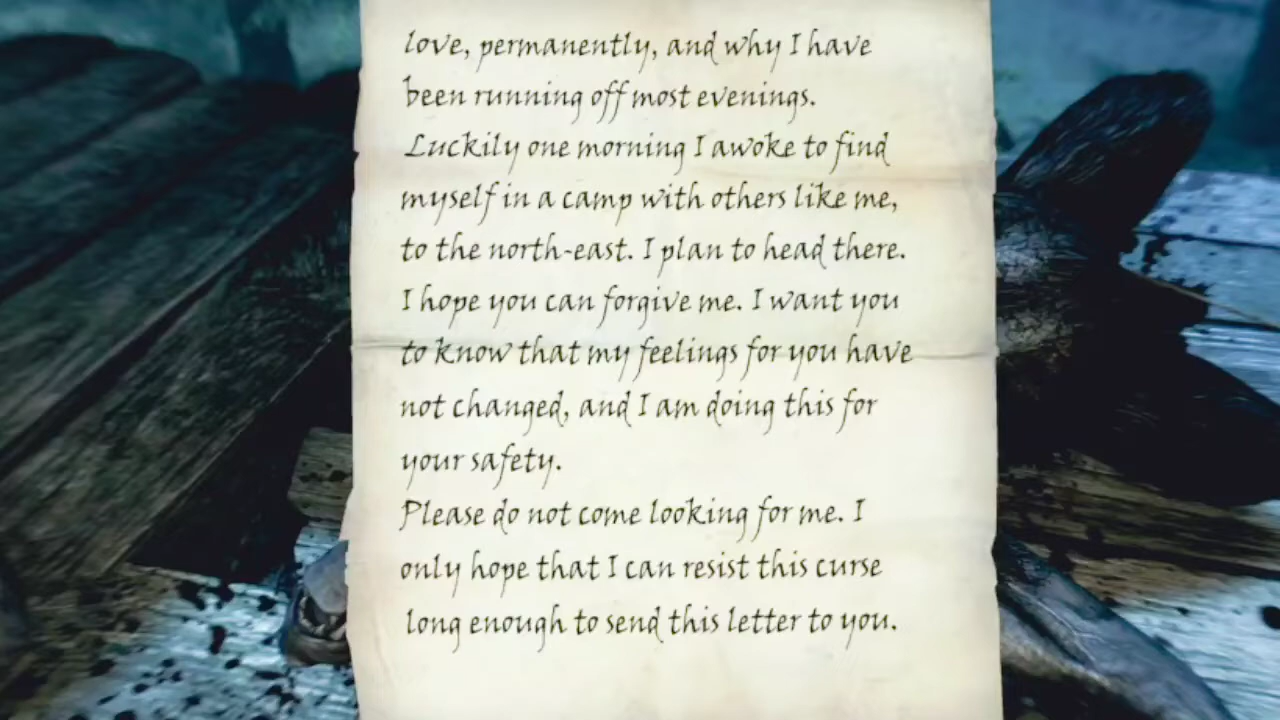 love, permanently, and why I have
been running off most evenings.
Luckily one morning I awoke to find
myself in a camp with others like me,
to the north-east. I plan to head there.
I hope you can forgive me. I want you
to know that my feelings for you have
not changed, and I am doing this for
your safety.
Please do not come looking for me. I
only hope that I can resist this curse
long enough to send this letter to you.